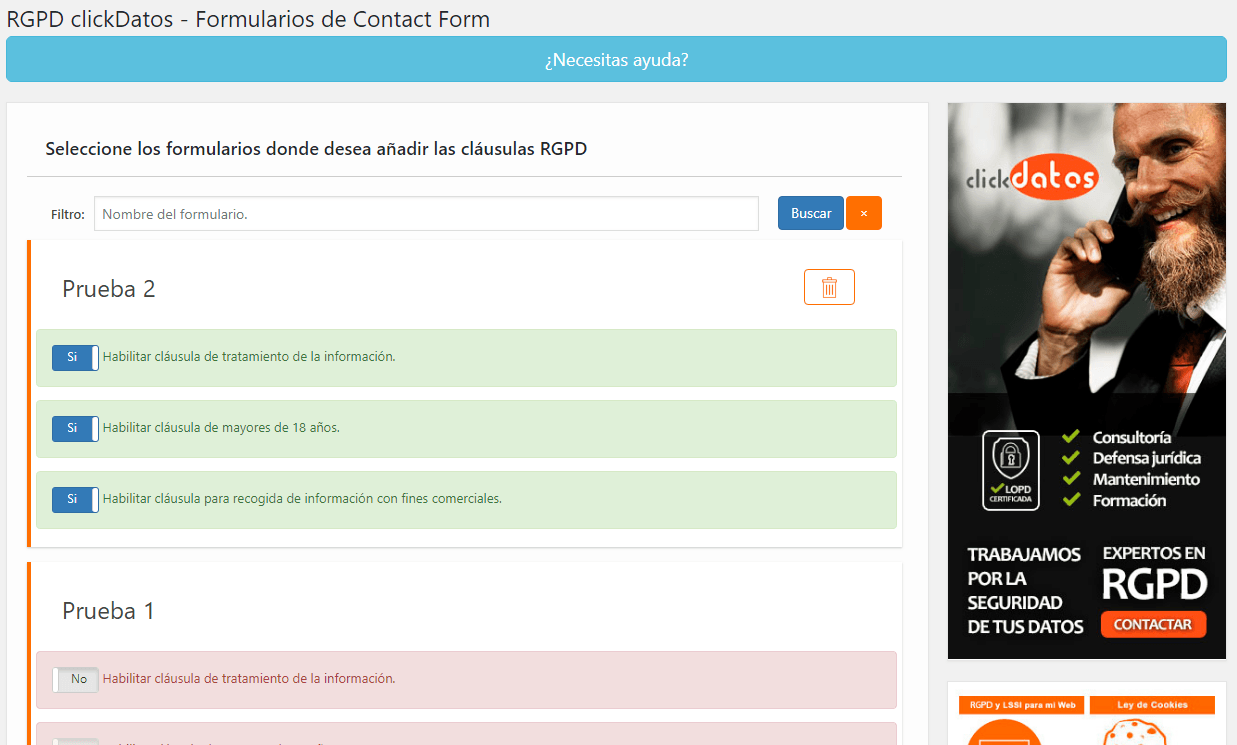 RGPD clickDatos - Formularios de Contact Form
¿Necesitas ayuda?
Seleccione los formularios donde desea añadir las cláusulas RGPD
Filtro: Nombre del formulario. Buscar ×
Prueba 2
Si Habilitar cláusula de tratamiento de la información.
Si Habilitar cláusula de mayores de 18 años.
Si Habilitar cláusula para recogida de información con fines comerciales.
Prueba 1
No Habilitar cláusula de tratamiento de la información.
clickdatos
LOPD
CERTIFICADA
Consultoría
Defensa jurídica
Mantenimiento
Formación
TRABAJAMOS
POR LA
SEGURIDAD
DE TUS DATOS
EXPERTOS EN
RGPD
CONTACTAR
RGPD y LSSI para mi Web
Ley de Cookies